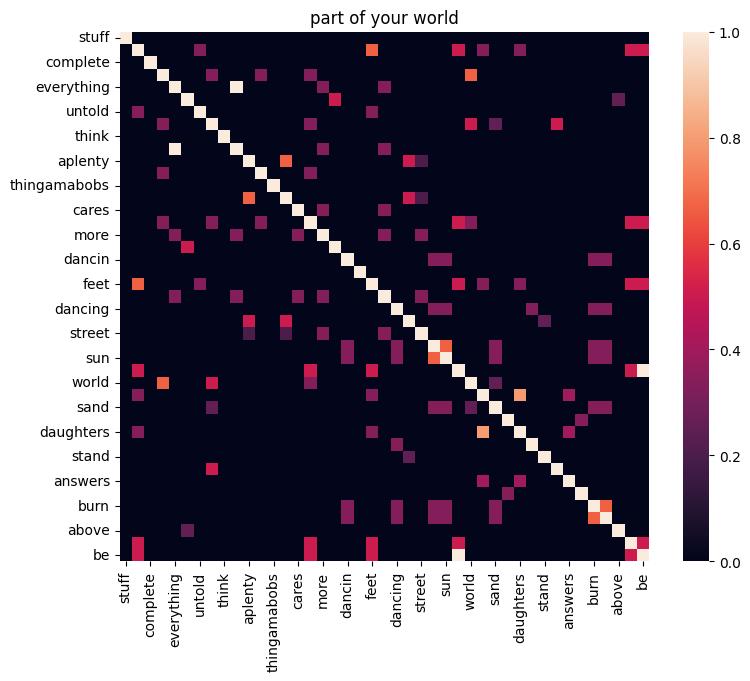 part of your world
stuff
complete
everything
untold
think
aplenty
thingamabobs
cares
more
dancin
feet
dancing
street
sun
world
sand
daughters
stand
answers
burn
above
be
stuff
complete
everything
untold
think
aplenty
thingamabobs
cares
more
dancin
feet
dancing
street
sun
world
sand
daughters
stand
answers
burn
above
be
1.0
0.8
0.6
0.4
0.2
0.0